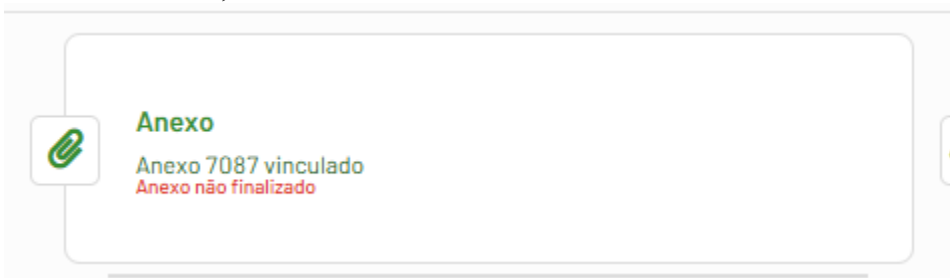 Anexo
Anexo 7087 vinculado
Anexo não finalizado